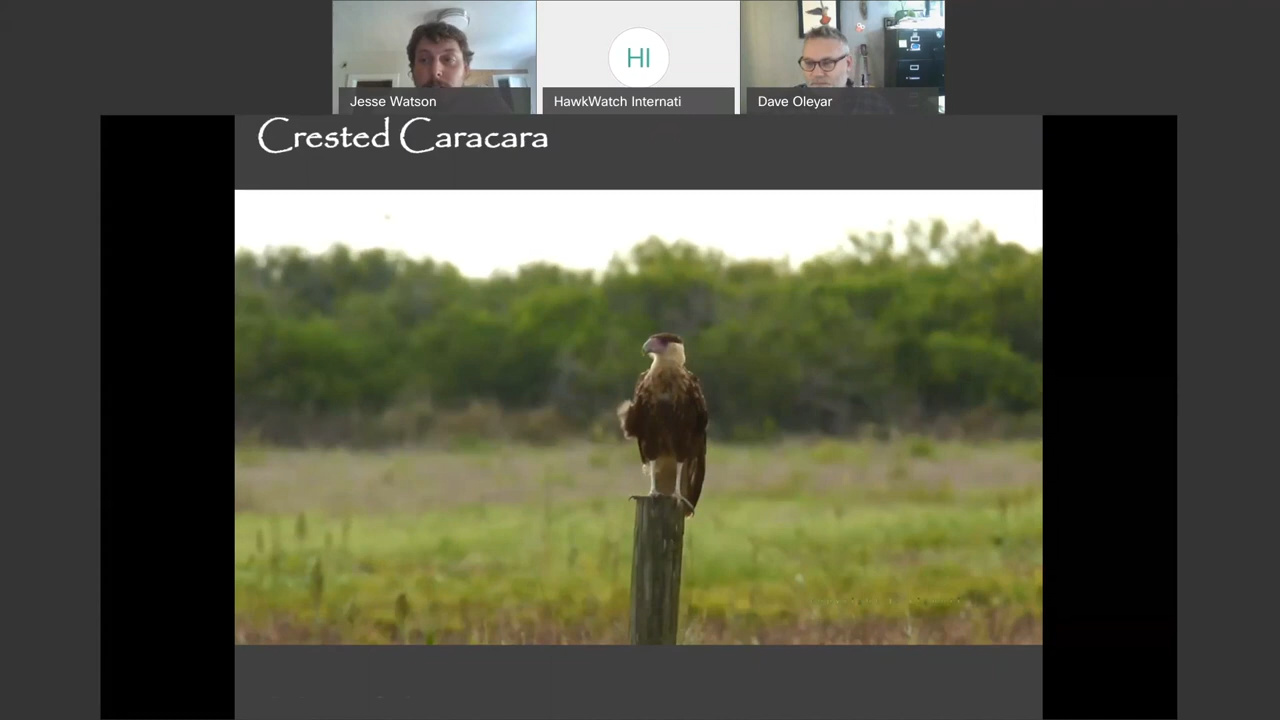 HI
Jesse Watson
HawkWatch Internati
Dave Oleyar
Crested Caracara